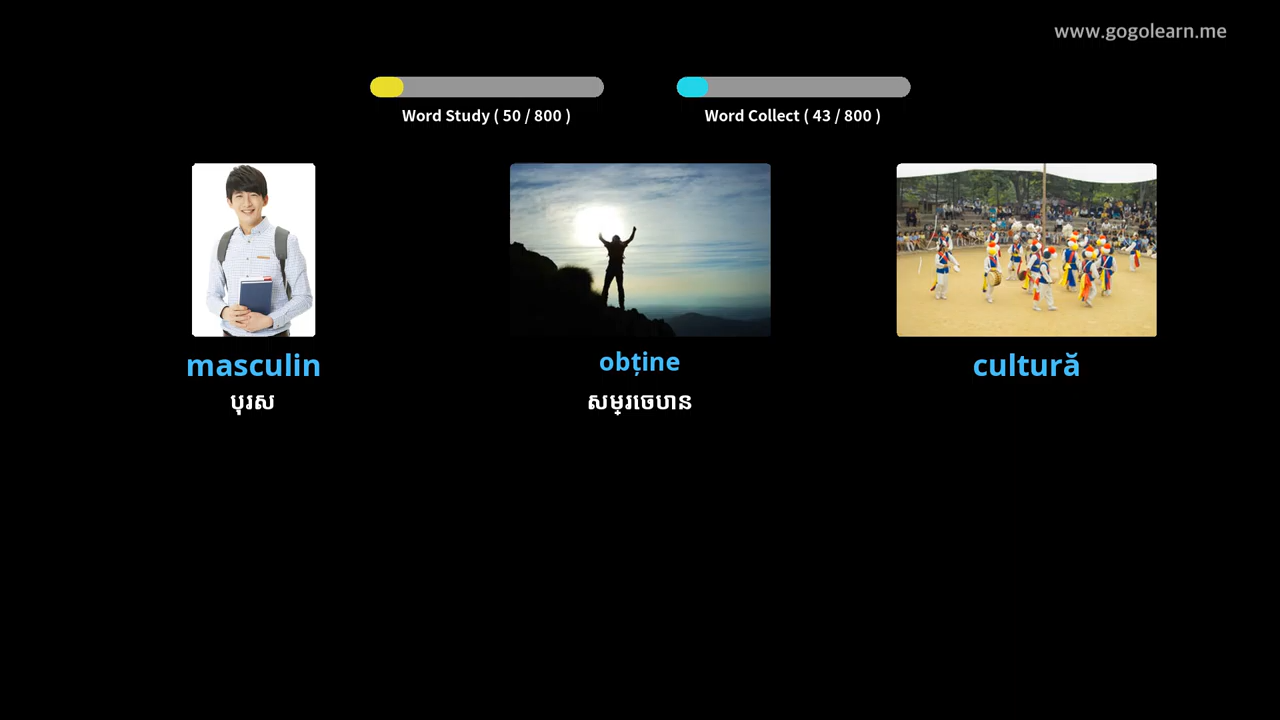 www.gogolearn.me
Word Study ( 50 / 800 )
Word Collect ( 43 / 800 )
masculin
obține
cultură
បុរស
សម្រេចបាន